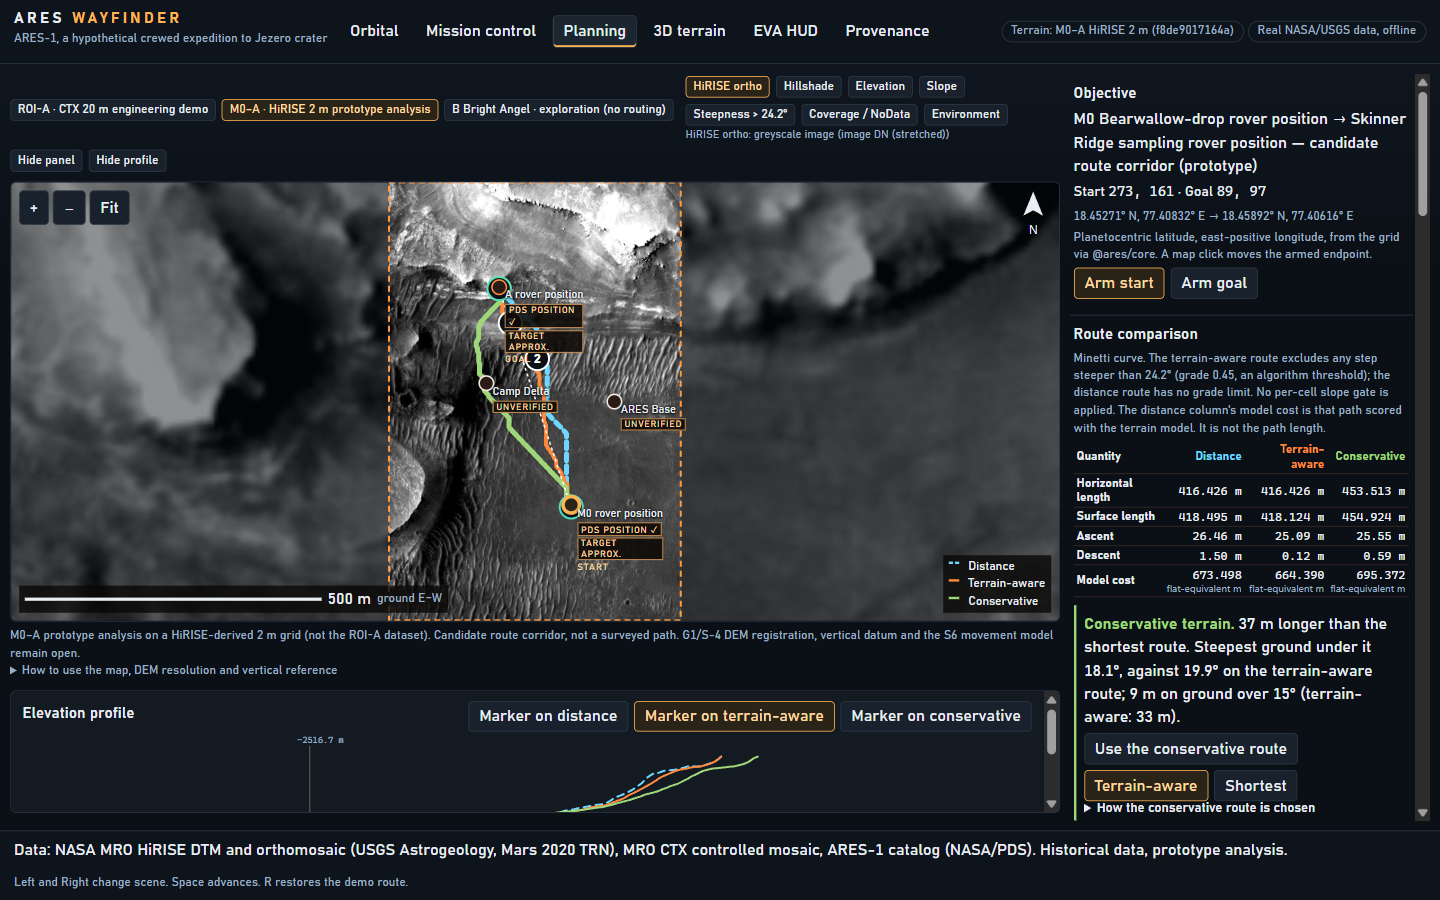 ARES WAYFINDER
ARES-1, a hypothetical crewed expedition to Jezero crater
Orbital
Mission control
Planning
3D terrain
EVA HUD
Provenance
Terrain: M0-A HiRISE 2 m (f8de9017164a)
Real NASA/USGS data, offline
ROI-A · CTX 20 m engineering demo
M0-A · HiRISE 2 m prototype analysis
B Bright Angel · exploration (no routing)
HiRISE ortho
Hillshade
Elevation
Slope
Steepness > 24.2°
Coverage / NoData
Environment
HiRISE ortho: greyscale image (image DN (stretched))
Hide panel
Hide profile
+
–
Fit
N
A rover position
PDS POSITION
✓
TARGET
APPROX.
GOAL
2
Camp Delta
UNVERIFIED
ARES Base
UNVERIFIED
M0 rover position
PDS POSITION ✓
TARGET
APPROX.
START
500 m ground E–W
Distance
Terrain-aware
Conservative
M0-A prototype analysis on a HiRISE-derived 2 m grid (not the ROI-A dataset). Candidate route corridor, not a surveyed path. G1/S-4 DEM registration, vertical datum and the S6 movement model
remain open.
▶ How to use the map, DEM resolution and vertical reference
Elevation profile
Marker on distance
Marker on terrain-aware
Marker on conservative
-2516.7 m
Objective
M0 Bearwallow-drop rover position → Skinner
Ridge sampling rover position — candidate
route corridor (prototype)
Start 273, 161 · Goal 89, 97
18.45271° N, 77.40832° E → 18.45892° N, 77.40616° E
Planetocentric latitude, east-positive longitude, from the grid
via @ares/core. A map click moves the armed endpoint.
Arm start
Arm goal
Route comparison
Minetti curve. The terrain-aware route excludes any step
steeper than 24.2° (grade 0.45, an algorithm threshold); the
distance route has no grade limit. No per-cell slope gate is
applied. The distance column's model cost is that path scored
with the terrain model. It is not the path length.
Quantity Distance Terrain-aware Conservative
Horizontal length 416.426 m 416.426 m 453.513 m
Surface length 418.495 m 418.124 m 454.924 m
Ascent 26.46 m 25.09 m 25.55 m
Descent 1.50 m 0.12 m 0.59 m
Model cost 673.498 664.390 695.372
flat-equivalent m flat-equivalent m flat-equivalent m
Conservative terrain. 37 m longer than the
shortest route. Steepest ground under it
18.1°, against 19.9° on the terrain-aware
route; 9 m on ground over 15° (terrain-
aware: 33 m).
Use the conservative route
Terrain-aware
Shortest
▶ How the conservative route is chosen
Data: NASA MRO HiRISE DTM and orthomosaic (USGS Astrogeology, Mars 2020 TRN), MRO CTX controlled mosaic, ARES-1 catalog (NASA/PDS). Historical data, prototype analysis.
Left and Right change scene. Space advances. R restores the demo route.